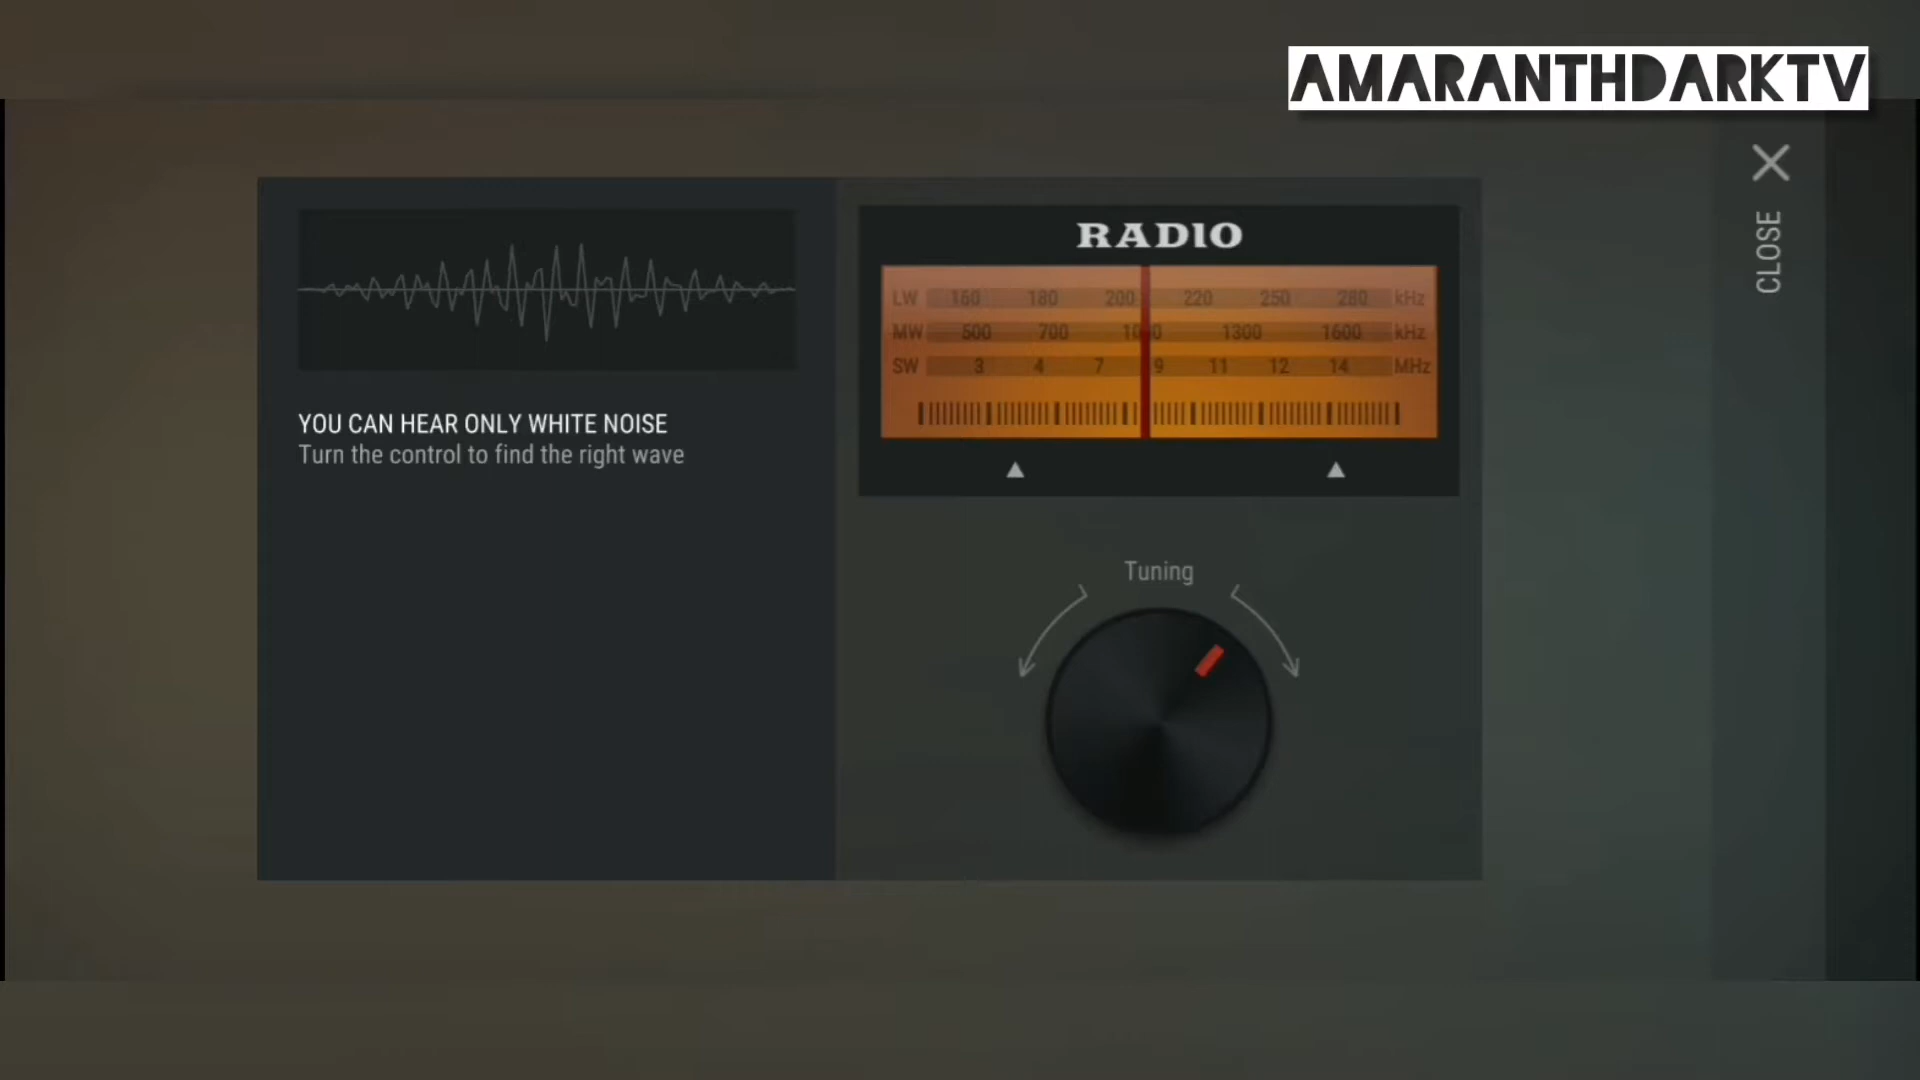 AMARANTHDARKTV
CLOSE
RADIO
LW 160 180 200 220 250 280 kHz
MW 500 700 1300 1600 kHz
SW 3 4 7 9 11 12 14 MHz
YOU CAN HEAR ONLY WHITE NOISE
Turn the control to find the right wave
Tuning